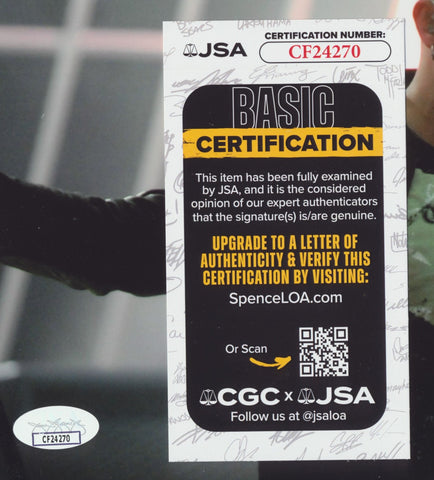 JSA
CERTIFICATION NUMBER:
CF24270
BASIC
CERTIFICATION
This item has been fully examined
by JSA, and it is the considered
opinion of our expert authenticators
that the signature(s) is/are genuine.
UPGRADE TO A LETTER OF
AUTHENTICITY & VERIFY THIS
CERTIFICATION BY VISITING:
SpenceLOA.com
Or Scan
CGC x JSA
Follow us at @jsaloa
CF24270